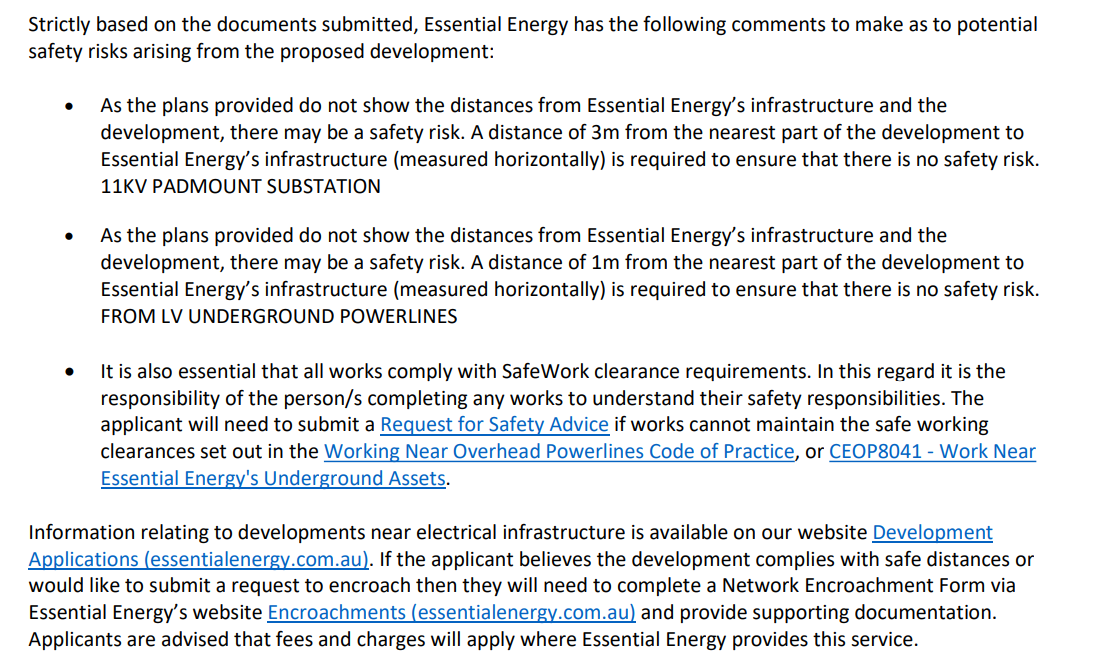 Strictly based on the documents submitted, Essential Energy has the following comments to make as to potential
safety risks arising from the proposed development:
• As the plans provided do not show the distances from Essential Energy’s infrastructure and the
development, there may be a safety risk. A distance of 3m from the nearest part of the development to
Essential Energy’s infrastructure (measured horizontally) is required to ensure that there is no safety risk.
11KV PADMOUNT SUBSTATION
• As the plans provided do not show the distances from Essential Energy’s infrastructure and the
development, there may be a safety risk. A distance of 1m from the nearest part of the development to
Essential Energy’s infrastructure (measured horizontally) is required to ensure that there is no safety risk.
FROM LV UNDERGROUND POWERLINES
• It is also essential that all works comply with SafeWork clearance requirements. In this regard it is the
responsibility of the person/s completing any works to understand their safety responsibilities. The
applicant will need to submit a Request for Safety Advice if works cannot maintain the safe working
clearances set out in the Working Near Overhead Powerlines Code of Practice, or CEOP8041 - Work Near
Essential Energy's Underground Assets.
Information relating to developments near electrical infrastructure is available on our website Development
Applications (essentialenergy.com.au). If the applicant believes the development complies with safe distances or
would like to submit a request to encroach then they will need to complete a Network Encroachment Form via
Essential Energy’s website Encroachments (essentialenergy.com.au) and provide supporting documentation.
Applicants are advised that fees and charges will apply where Essential Energy provides this service.